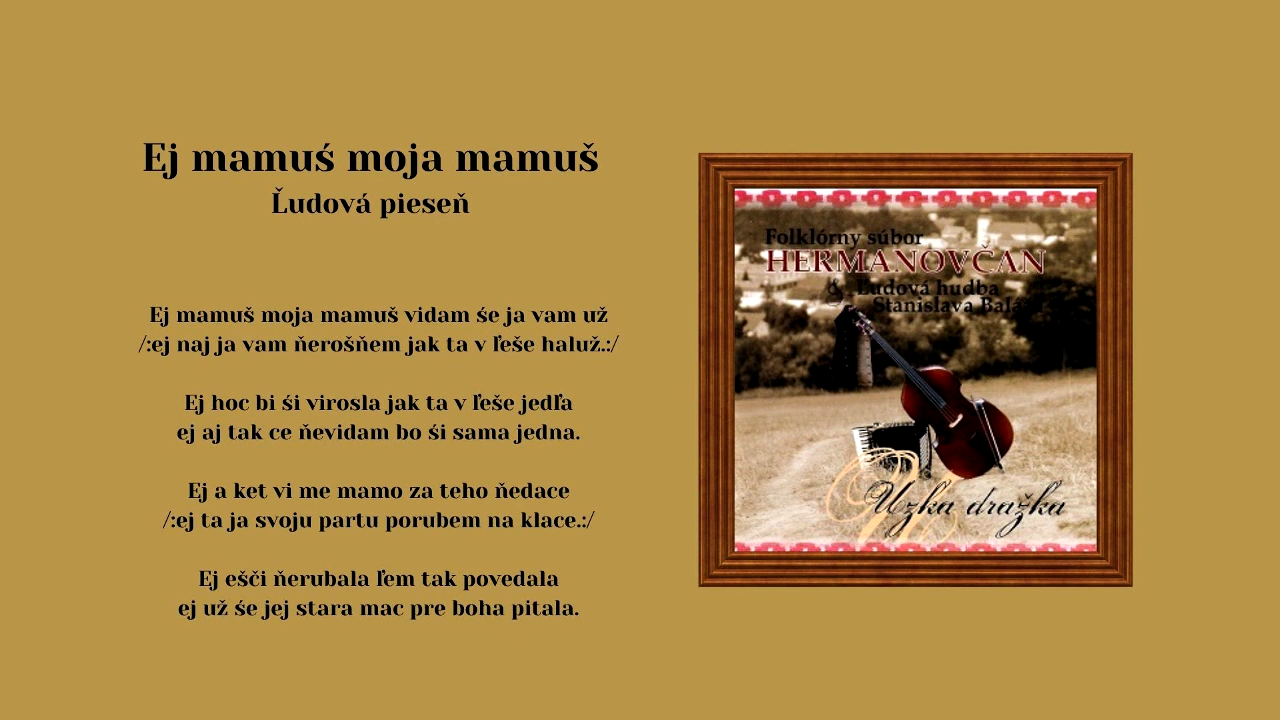 Ej mamuś moja mamuš
Ľudová pieseň
Ej mamuš moja mamuš vidam śe ja vam už
/:ej naj ja vam ňerošňem jak ta v ľeše haluž.:/
Ej hoc bi śi virosla jak ta v ľeše jedľa
ej aj tak ce ňevidam bo śi sama jedna.
Ej a ket vi me mamo za teho ňedace
/:ej ta ja svoju partu porubem na klace.:/
Ej ešči ňerubala ľem tak povedala
ej už śe jej stara mac pre boha pitala.
Folklórny súbor
HERMANOVČAN
& Ľudová hudba
Stanislava
Uzka dražka